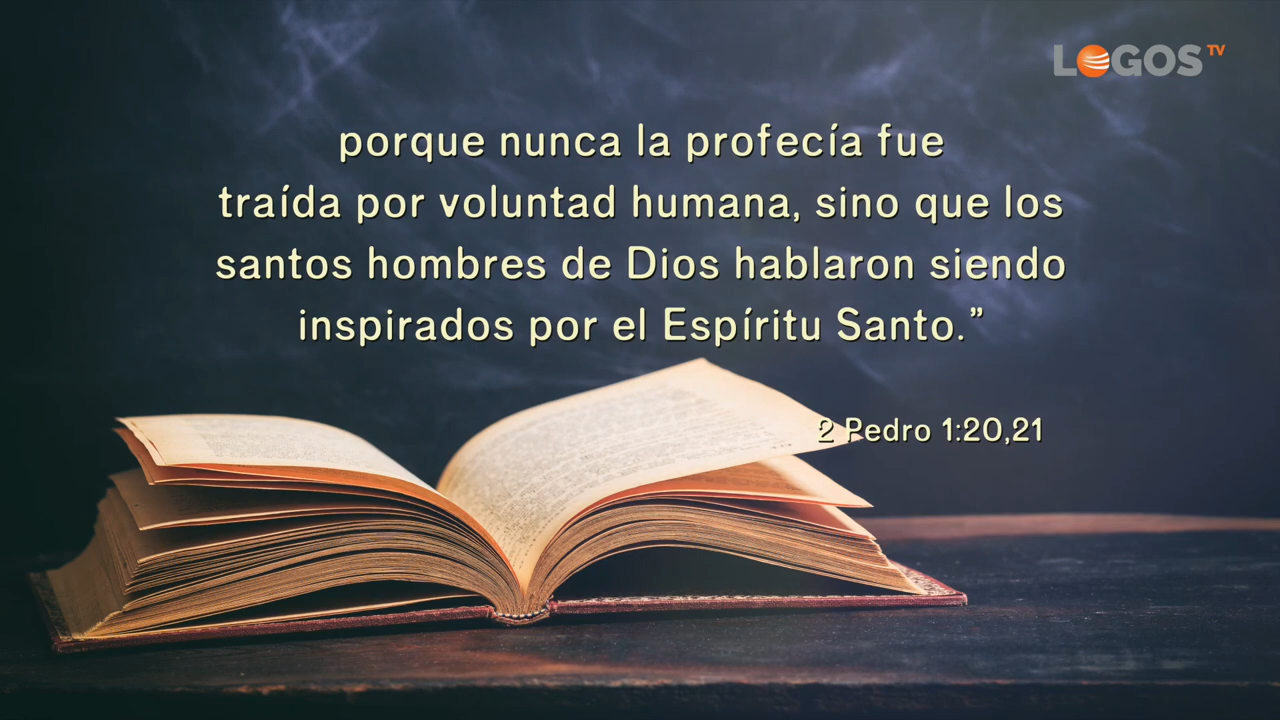 LOGOS TV
porque nunca la profecía fue
traída por voluntad humana, sino que los
santos hombres de Dios hablaron siendo
inspirados por el Espíritu Santo.”
2 Pedro 1:20,21